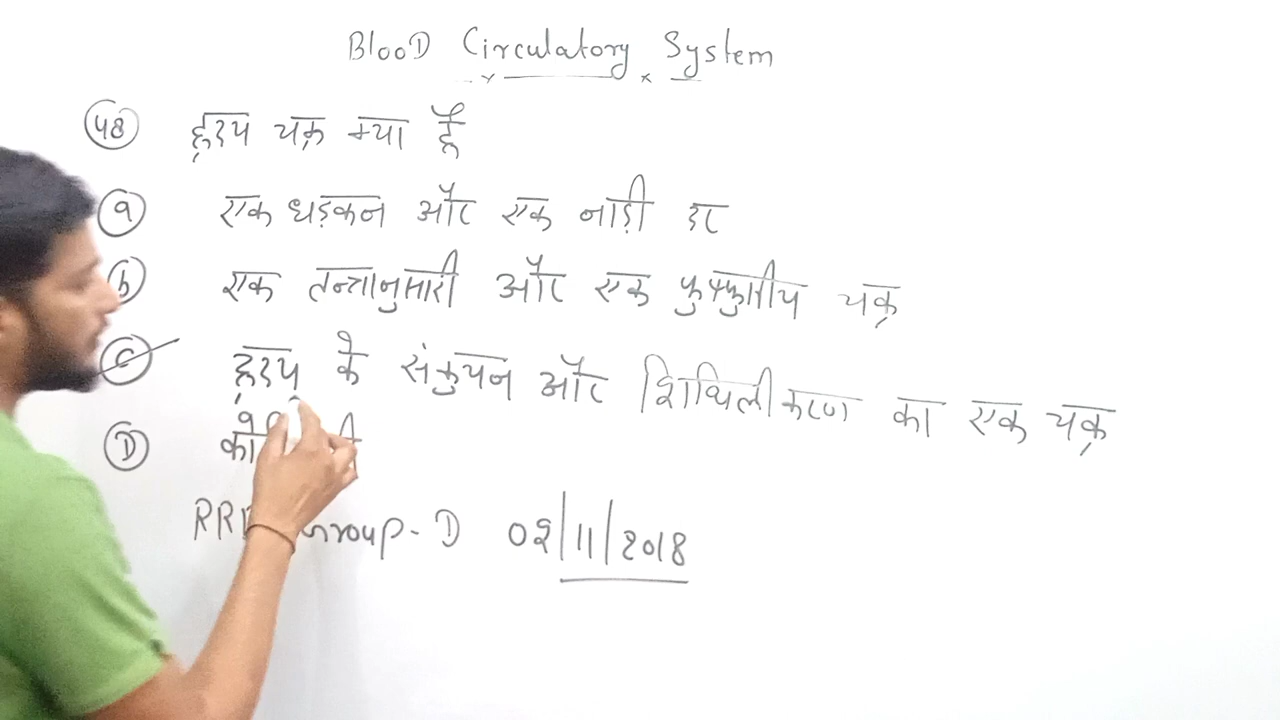 BlooD Circulatory System
48 हृदय चक्र क्या है
a एक धड़कन और एक नाड़ी दर
b एक तन्त्रानुसारी और एक फुफ्फुसीय चक्र
C हृदय के संकुचन और शिथिलीकरण का एक चक्र
D
Group-D 02/11/2018